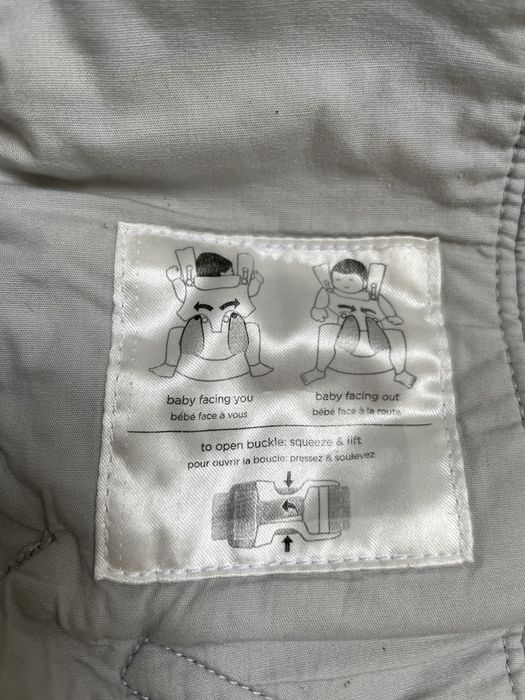 baby facing you
bébé face à vous
baby facing out
bébé face à la route
to open buckle: squeeze & lift
pour ouvrir la boucle: pressez & soulevez